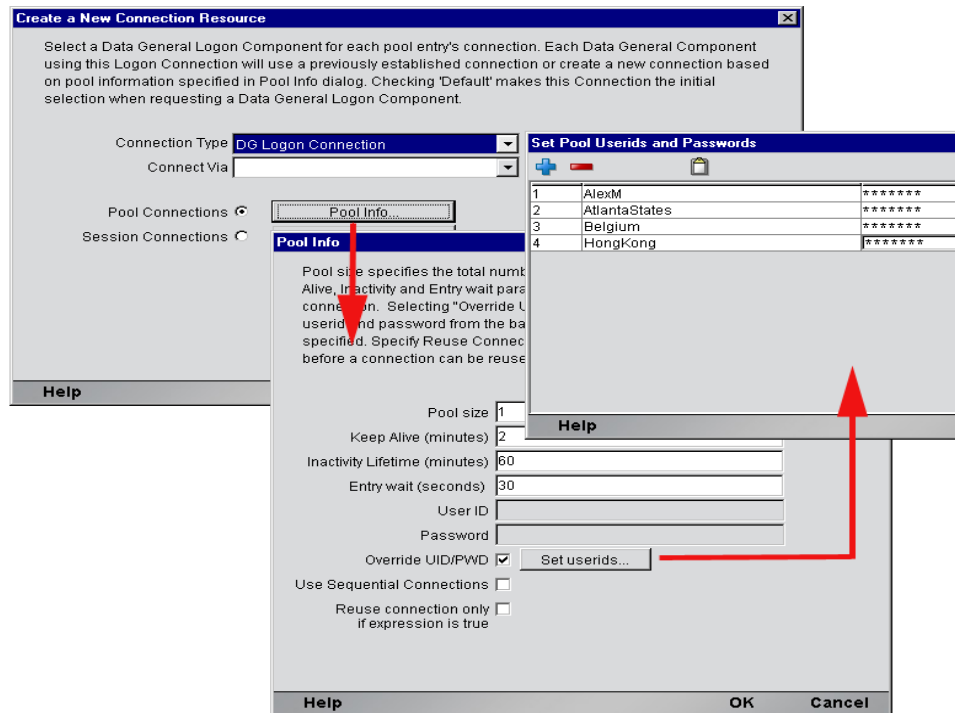 Create a New Connection Resource
Select a Data General Logon Component for each pool entry's connection. Each Data General Component
using this Logon Connection will use a previously established connection or create a new connection based
on pool information specified in Pool Info dialog. Checking 'Default' makes this Connection the initial
selection when requesting a Data General Logon Component.
Connection Type DG Logon Connection
Connect Via
Pool Connections
Pool Info...
Session Connections
Help
Set Pool Userids and Passwords
1 AlexM *******
2 AtlantaStates *******
3 Belgium *******
4 HongKong *******
Help
Pool Info
Pool size specifies the total numb
Alive, Inactivity and Entry wait para
connection. Selecting "Override U
userid and password from the ba
specified. Specify Reuse Connec
before a connection can be reuse
Pool size 1
Keep Alive (minutes) 2
Inactivity Lifetime (minutes) 60
Entry wait (seconds) 30
User ID
Password
Override UID/PWD Set userids...
Use Sequential Connections
Reuse connection only
if expression is true
Help OK Cancel